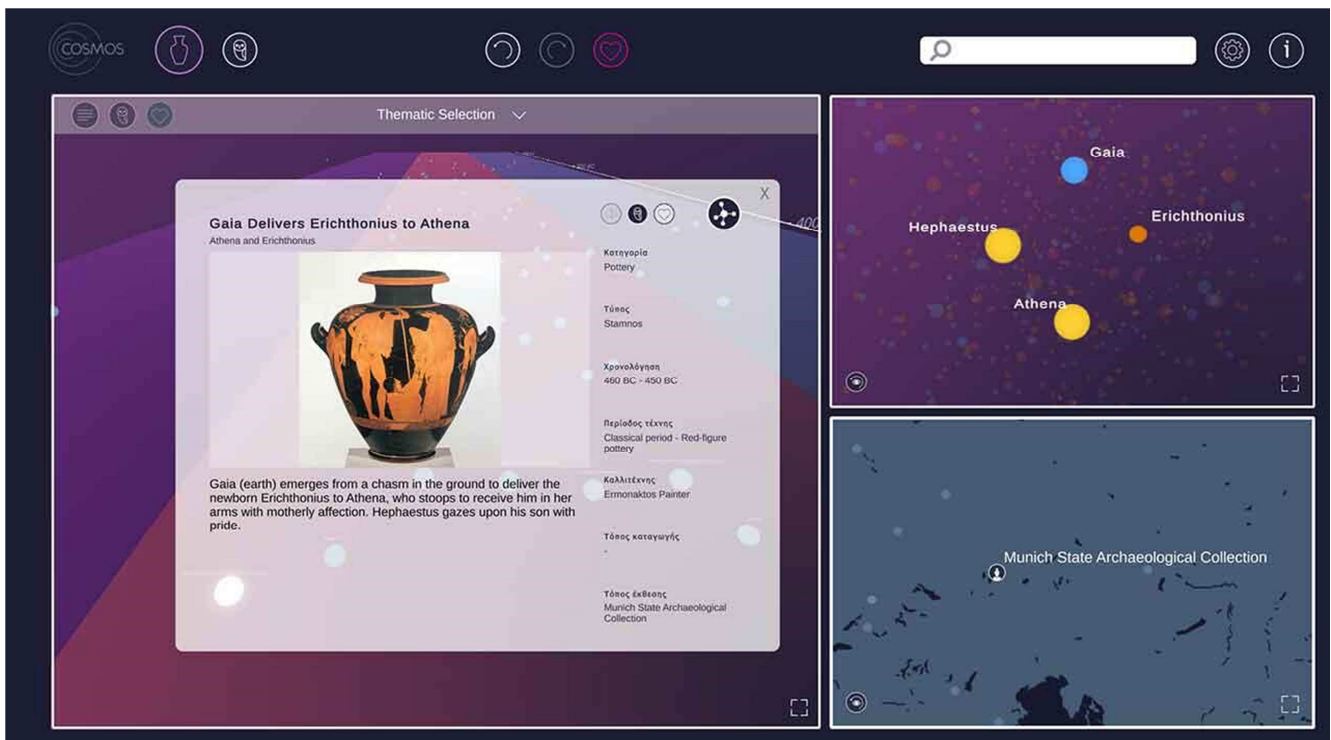 COSMOS
Thematic Selection
X
-400
Gaia Delivers Erichthonius to Athena
Athena and Erichthonius
Κατηγορία
Pottery
Τύπος
Stamnos
Χρονολόγηση
460 BC - 450 BC
Περίοδος τέχνης
Classical period - Red-figure
pottery
Καλλιτέχνης
Ermonaktos Painter
Τόπος καταγωγής
-
Τόπος έκθεσης
Munich State Archaeological
Collection
Gaia (earth) emerges from a chasm in the ground to deliver the
newborn Erichthonius to Athena, who stoops to receive him in her
arms with motherly affection. Hephaestus gazes upon his son with
pride.
Gaia
Erichthonius
Hephaestus
Athena
Munich State Archaeological Collection